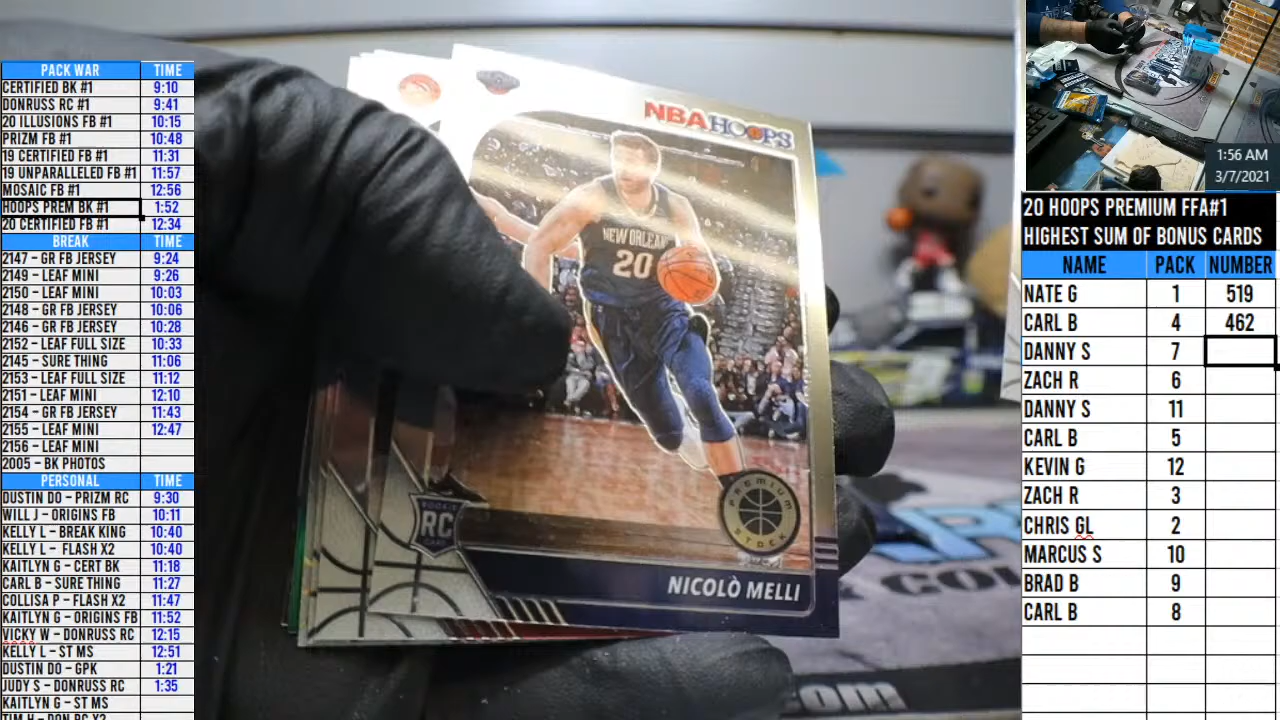 PACK WAR TIME
CERTIFIED BK #1 9:10
DONRUSS RC #1 9:41
20 ILLUSIONS FB #1 10:15
PRIZM FB #1 10:48
19 CERTIFIED FB #1 11:31
19 UNPARALLELED FB #1 11:57
MOSAIC FB #1 12:56
HOOPS PREM BK #1 1:52
20 CERTIFIED FB #1 12:34
BREAK TIME
2147 – GR FB JERSEY 9:24
2149 – LEAF MINI 9:26
2150 – LEAF MINI 10:03
2148 – GR FB JERSEY 10:06
2146 – GR FB JERSEY 10:28
2152 – LEAF FULL SIZE 10:33
2145 – SURE THING 11:06
2153 – LEAF FULL SIZE 11:12
2151 – LEAF MINI 12:10
2154 – GR FB JERSEY 11:43
2155 – LEAF MINI 12:47
2156 – LEAF MINI
2005 – BK PHOTOS
PERSONAL TIME
DUSTIN DO – PRIZM RC 9:30
WILL J – ORIGINS FB 10:11
KELLY L – BREAK KING 10:40
KELLY L – FLASH X2 10:40
KAITLYN G – CERT BK 11:18
CARL B – SURE THING 11:27
COLLISA P – FLASH X2 11:47
KAITLYN G – ORIGINS FB 11:52
VICKY W – DONRUSS RC 12:15
KELLY L – ST MS 12:51
DUSTIN DO – GPK 1:21
JUDY S – DONRUSS RC 1:35
KAITLYN G – ST MS
TIM H – DON RC X2
NBA HOOPS
NEW ORLEANS
20
PREMIUM
STOCK
ROOKIE
RC
NICOLÒ MELLI
om
1:56 AM
3/7/2021
20 HOOPS PREMIUM FFA#1
HIGHEST SUM OF BONUS CARDS
NAME PACK NUMBER
NATE G 1 519
CARL B 4 462
DANNY S 7
ZACH R 6
DANNY S 11
CARL B 5
KEVIN G 12
ZACH R 3
CHRIS GL 2
MARCUS S 10
BRAD B 9
CARL B 8